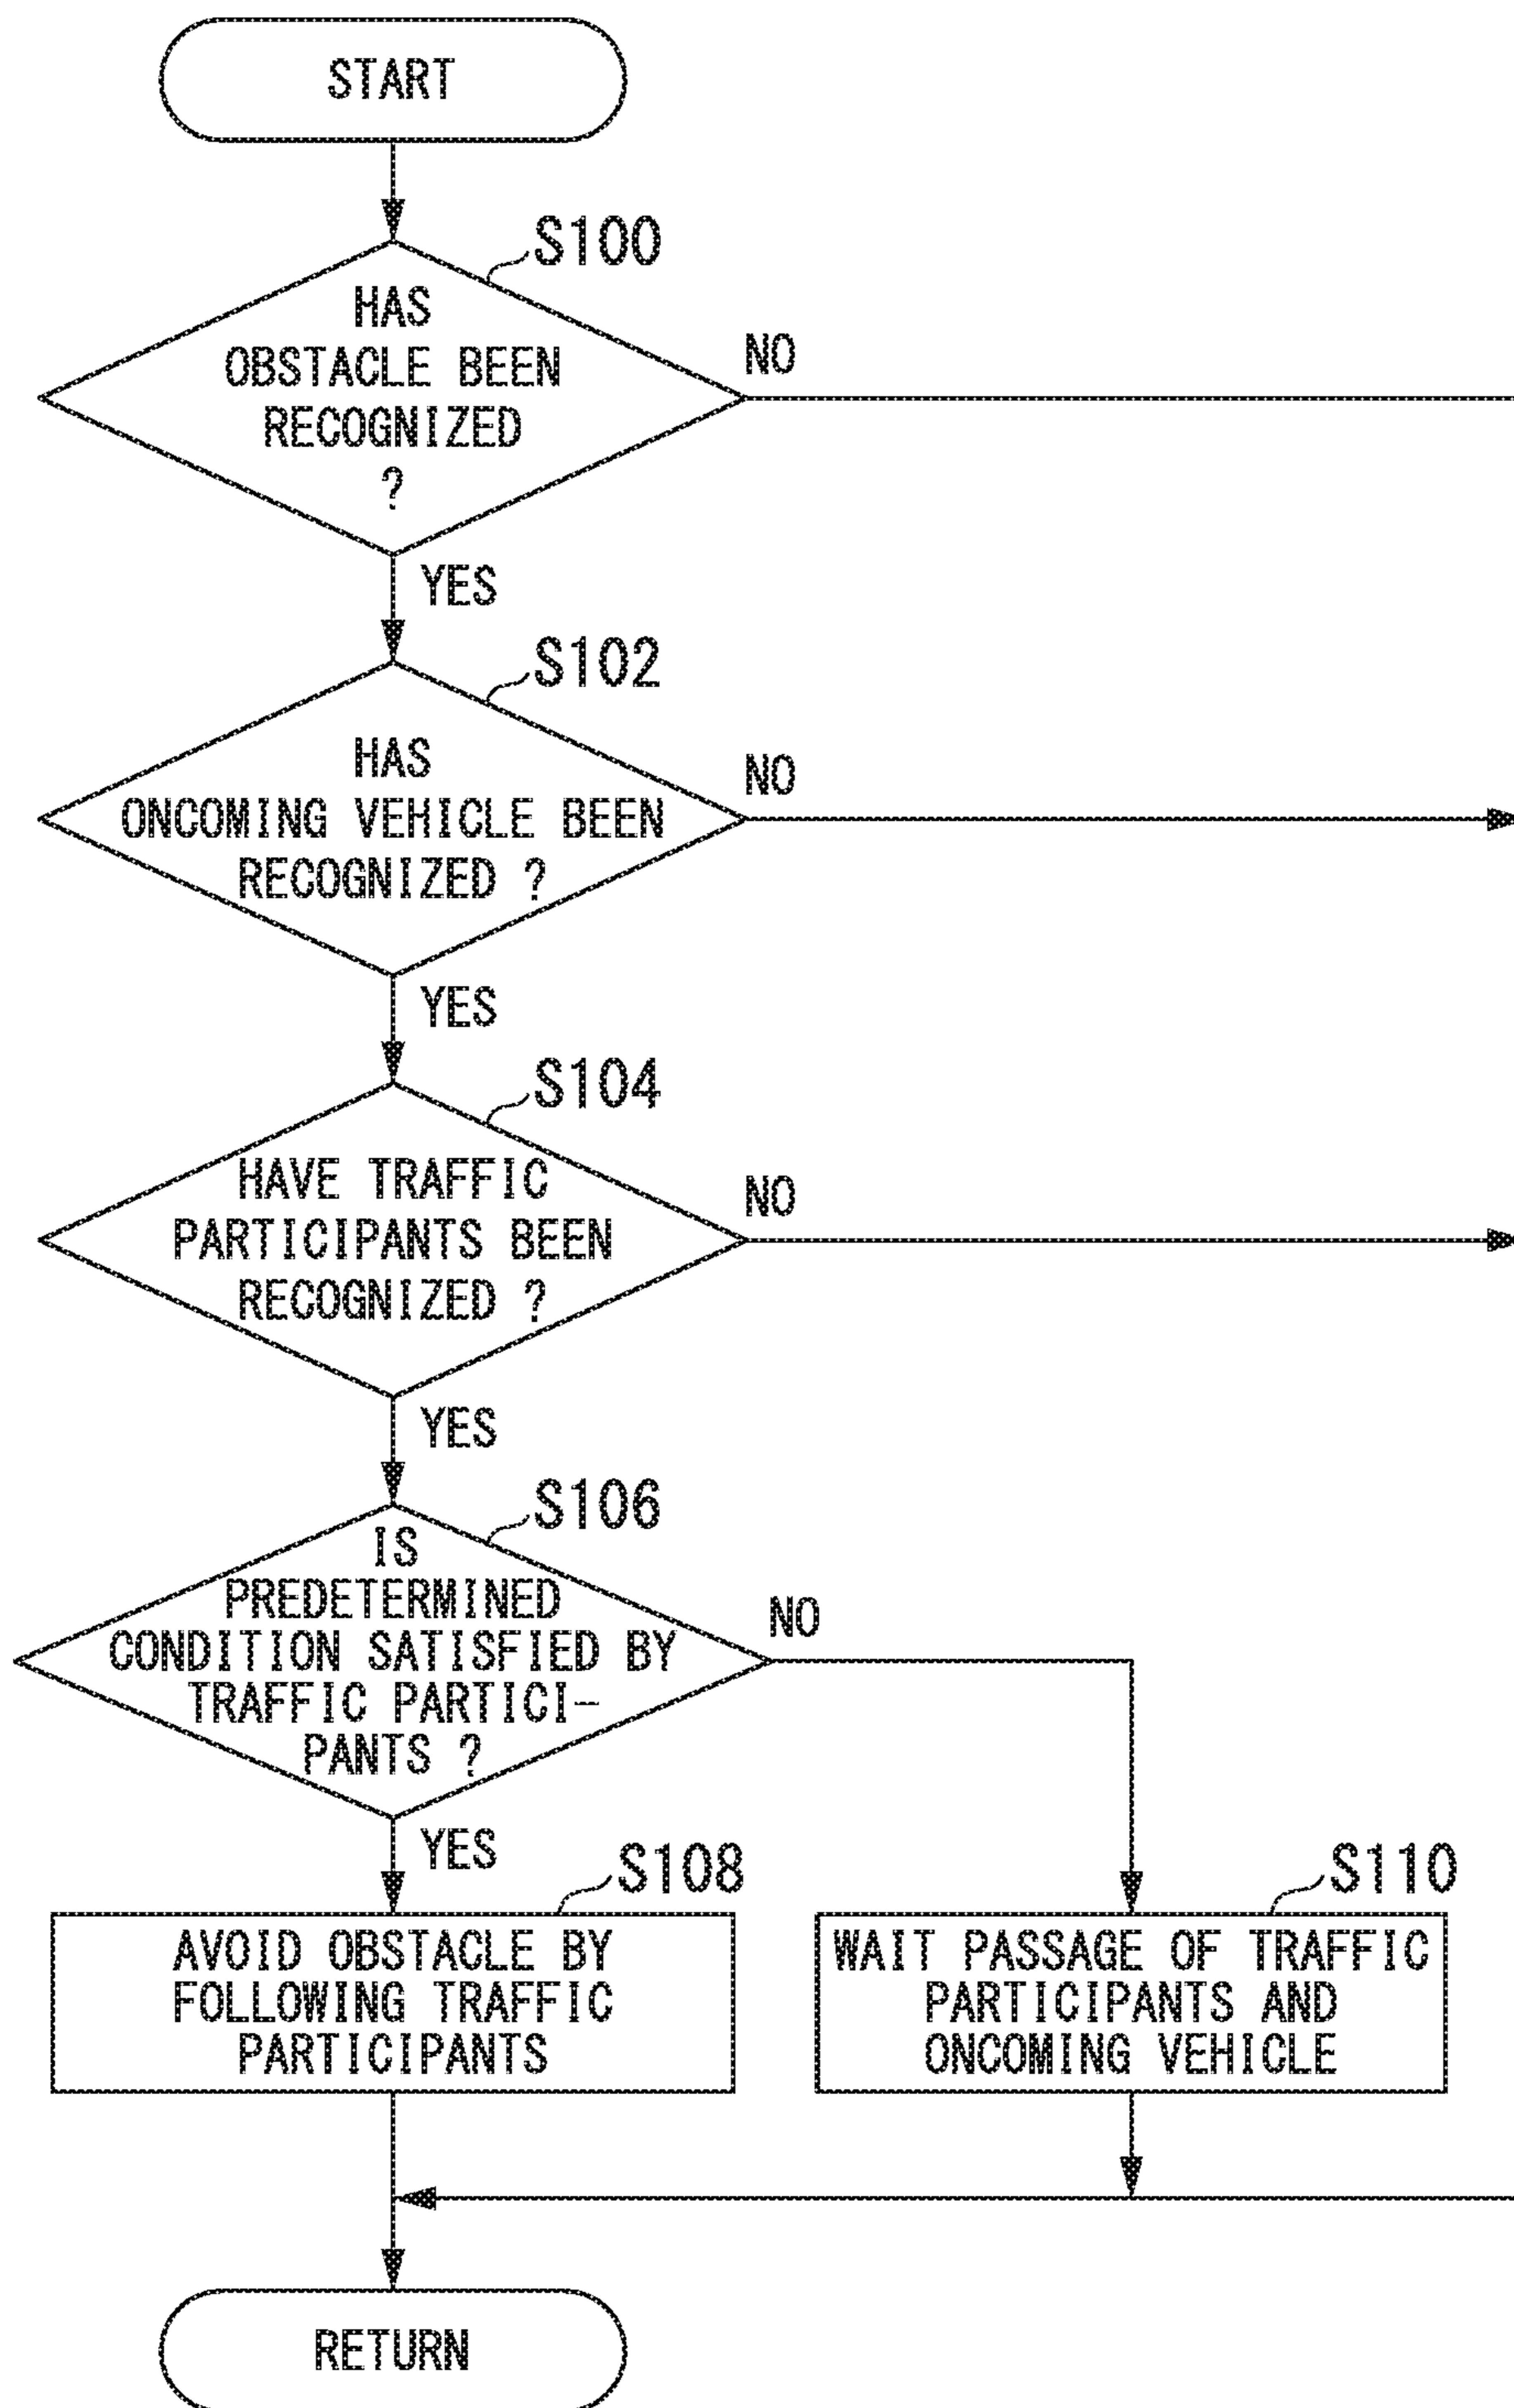 START
S100
HAS
OBSTACLE BEEN
RECOGNIZED
?
NO
YES
S102
HAS
ONCOMING VEHICLE BEEN
RECOGNIZED ?
NO
YES
S104
HAVE TRAFFIC
PARTICIPANTS BEEN
RECOGNIZED ?
NO
YES
S106
IS
PREDETERMINED
CONDITION SATISFIED BY
TRAFFIC PARTICI-
PANTS ?
NO
YES
S108
AVOID OBSTACLE BY
FOLLOWING TRAFFIC
PARTICIPANTS
S110
WAIT PASSAGE OF TRAFFIC
PARTICIPANTS AND
ONCOMING VEHICLE
RETURN